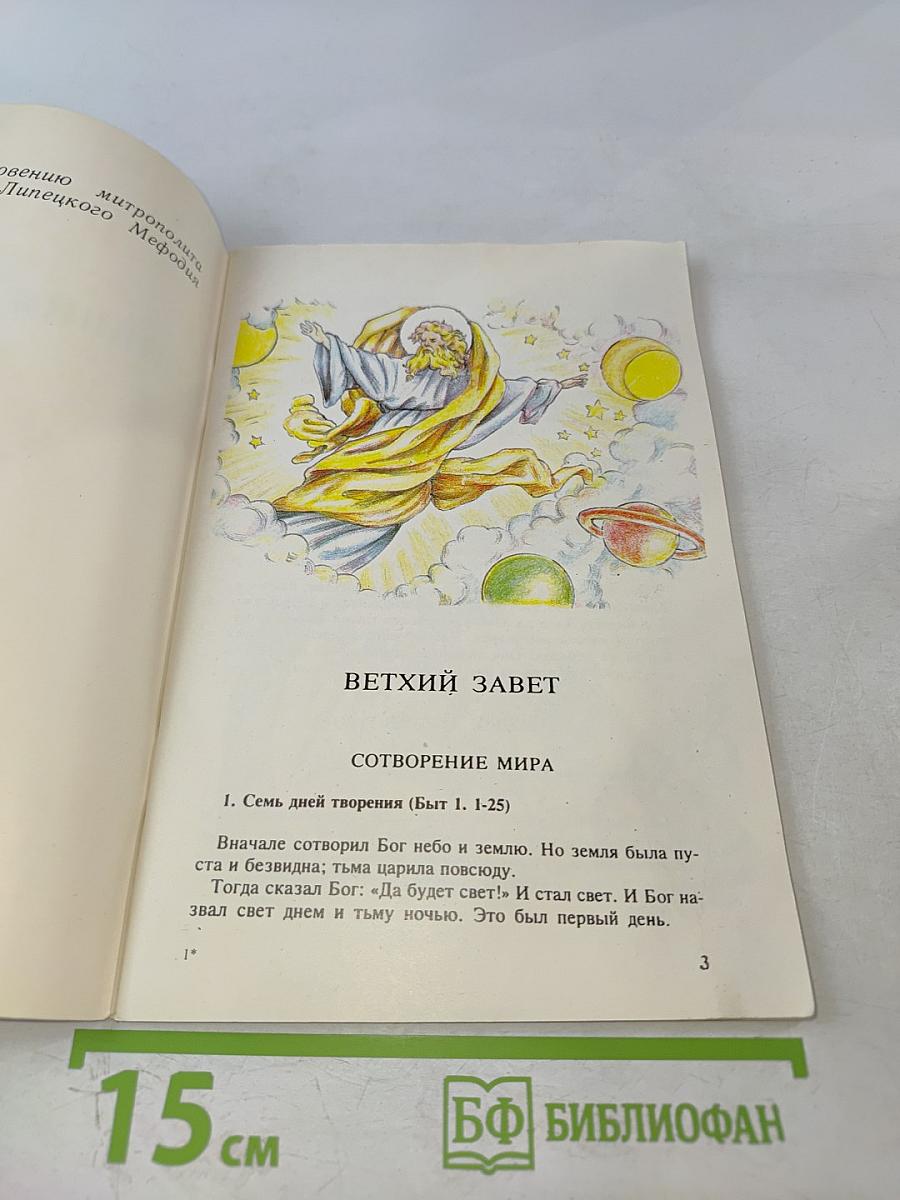 митрополита
Липецкого Мефодия
ВЕТХИЙ ЗАВЕТ
СОТВОРЕНИЕ МИРА
1. Семь дней творения (Быт 1. 1-25)
Вначале сотворил Бог небо и землю. Но земля была пу-
ста и безвидна; тьма царила повсюду.
Тогда сказал Бог: «Да будет свет!» И стал свет. И Бог на-
звал свет днем и тьму ночью. Это был первый день.
1*
3
15 см
БФ БИБЛИОФАН